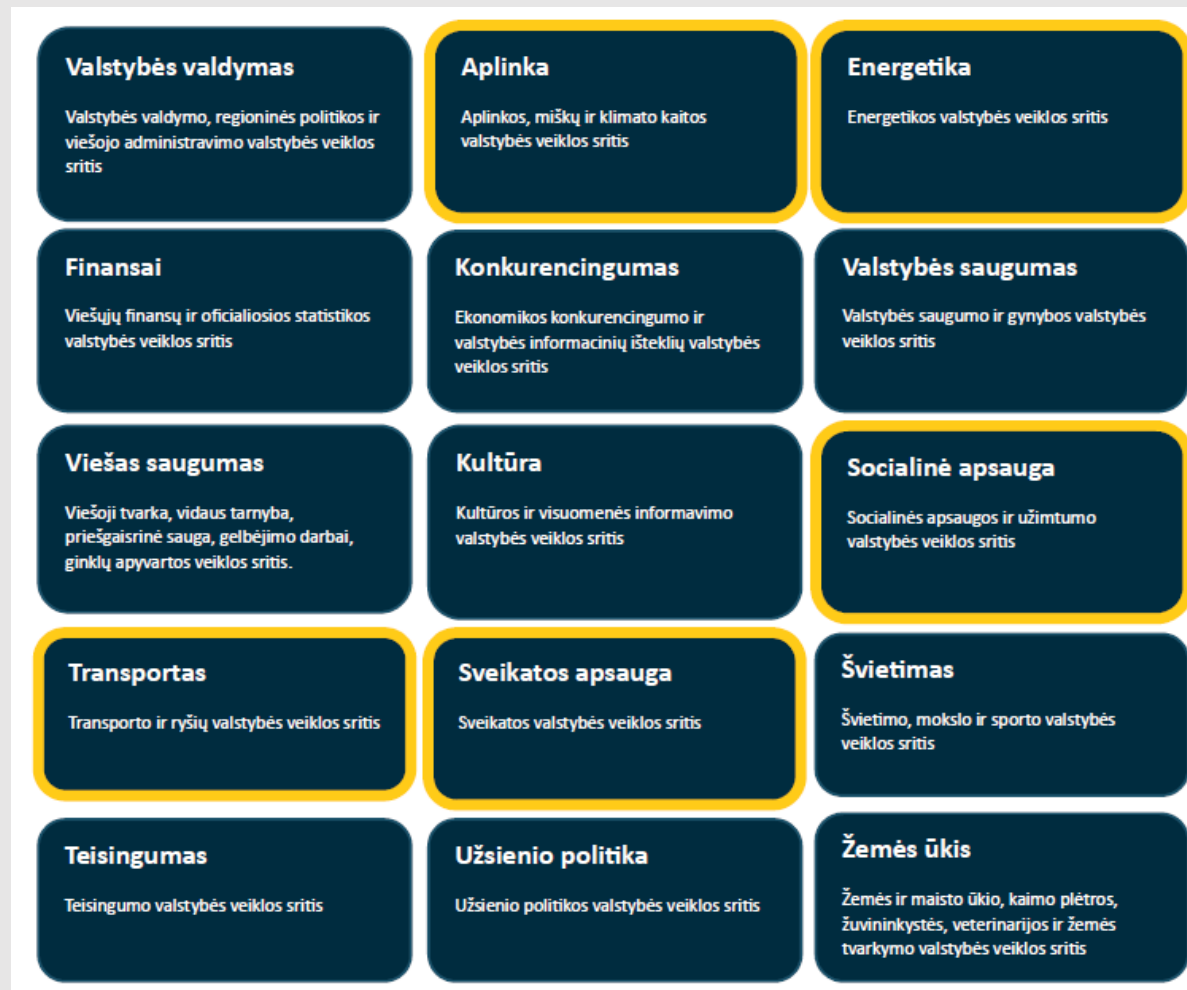 Valstybės valdymas
Valstybės valdymo, regioninės politikos ir
viešojo administravimo valstybės veiklos
sritis
Aplinka
Aplinkos, miškų ir klimato kaitos
valstybės veiklos sritis
Energetika
Energetikos valstybės veiklos sritis
Finansai
Viešųjų finansų ir oficialiosios statistikos
valstybės veiklos sritis
Konkurencingumas
Ekonomikos konkurencingumo ir
valstybės informacinių išteklių valstybės
veiklos sritis
Valstybės saugumas
Valstybės saugumo ir gynybos valstybės
veiklos sritis
Viešas saugumas
Viešoji tvarka, vidaus tarnyba,
priešgaisrinė sauga, gelbėjimo darbai,
ginklų apyvartos veiklos sritis.
Kultūra
Kultūros ir visuomenės informavimo
valstybės veiklos sritis
Socialinė apsauga
Socialinės apsaugos ir užimtumo
valstybės veiklos sritis
Transportas
Transporto ir ryšių valstybės veiklos sritis
Sveikatos apsauga
Sveikatos valstybės veiklos sritis
Švietimas
Švietimo, mokslo ir sporto valstybės
veiklos sritis
Teisingumas
Teisingumo valstybės veiklos sritis
Užsienio politika
Užsienio politikos valstybės veiklos sritis
Žemės ūkis
Žemės ir maisto ūkio, kaimo plėtros,
žuvininkystės, veterinarijos ir žemės
tvarkymo valstybės veiklos sritis